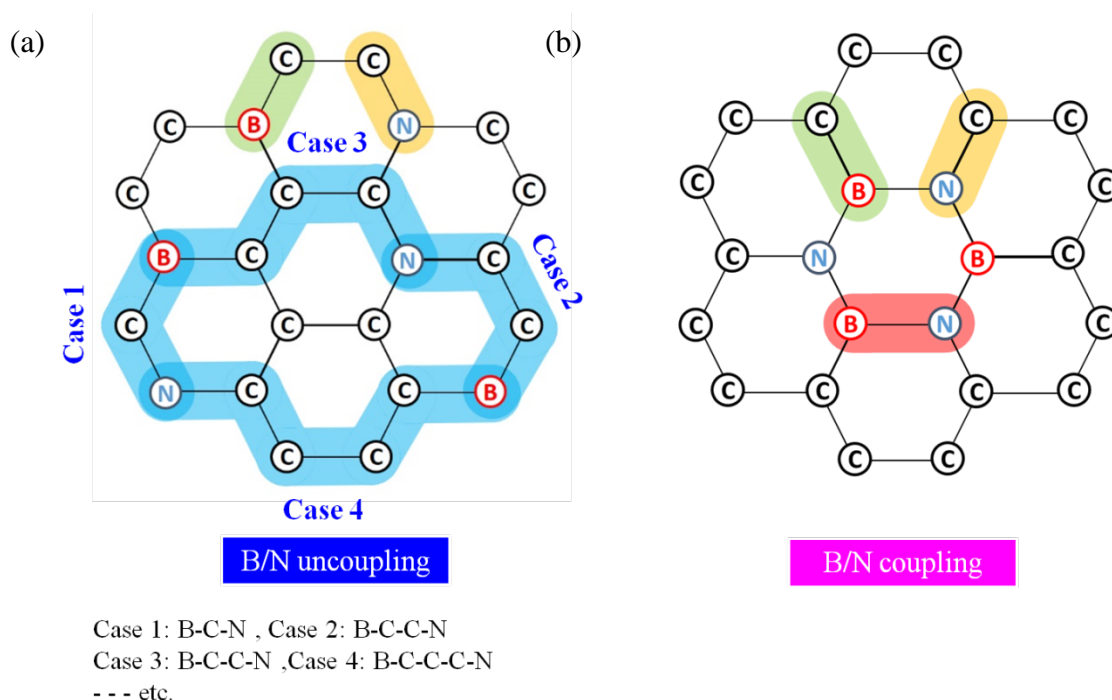 (a)
C C
C B N C
Case 3
C C C C
B C N C
Case 1
Case 2
C C C C
N C C B
C C
Case 4
B/N uncoupling
Case 1: B-C-N , Case 2: B-C-C-N
Case 3: B-C-C-N ,Case 4: B-C-C-C-N
- - - etc.
(b)
C C
C C C C
C B N C
C N B C
C B N C
C C C C
C C
B/N coupling